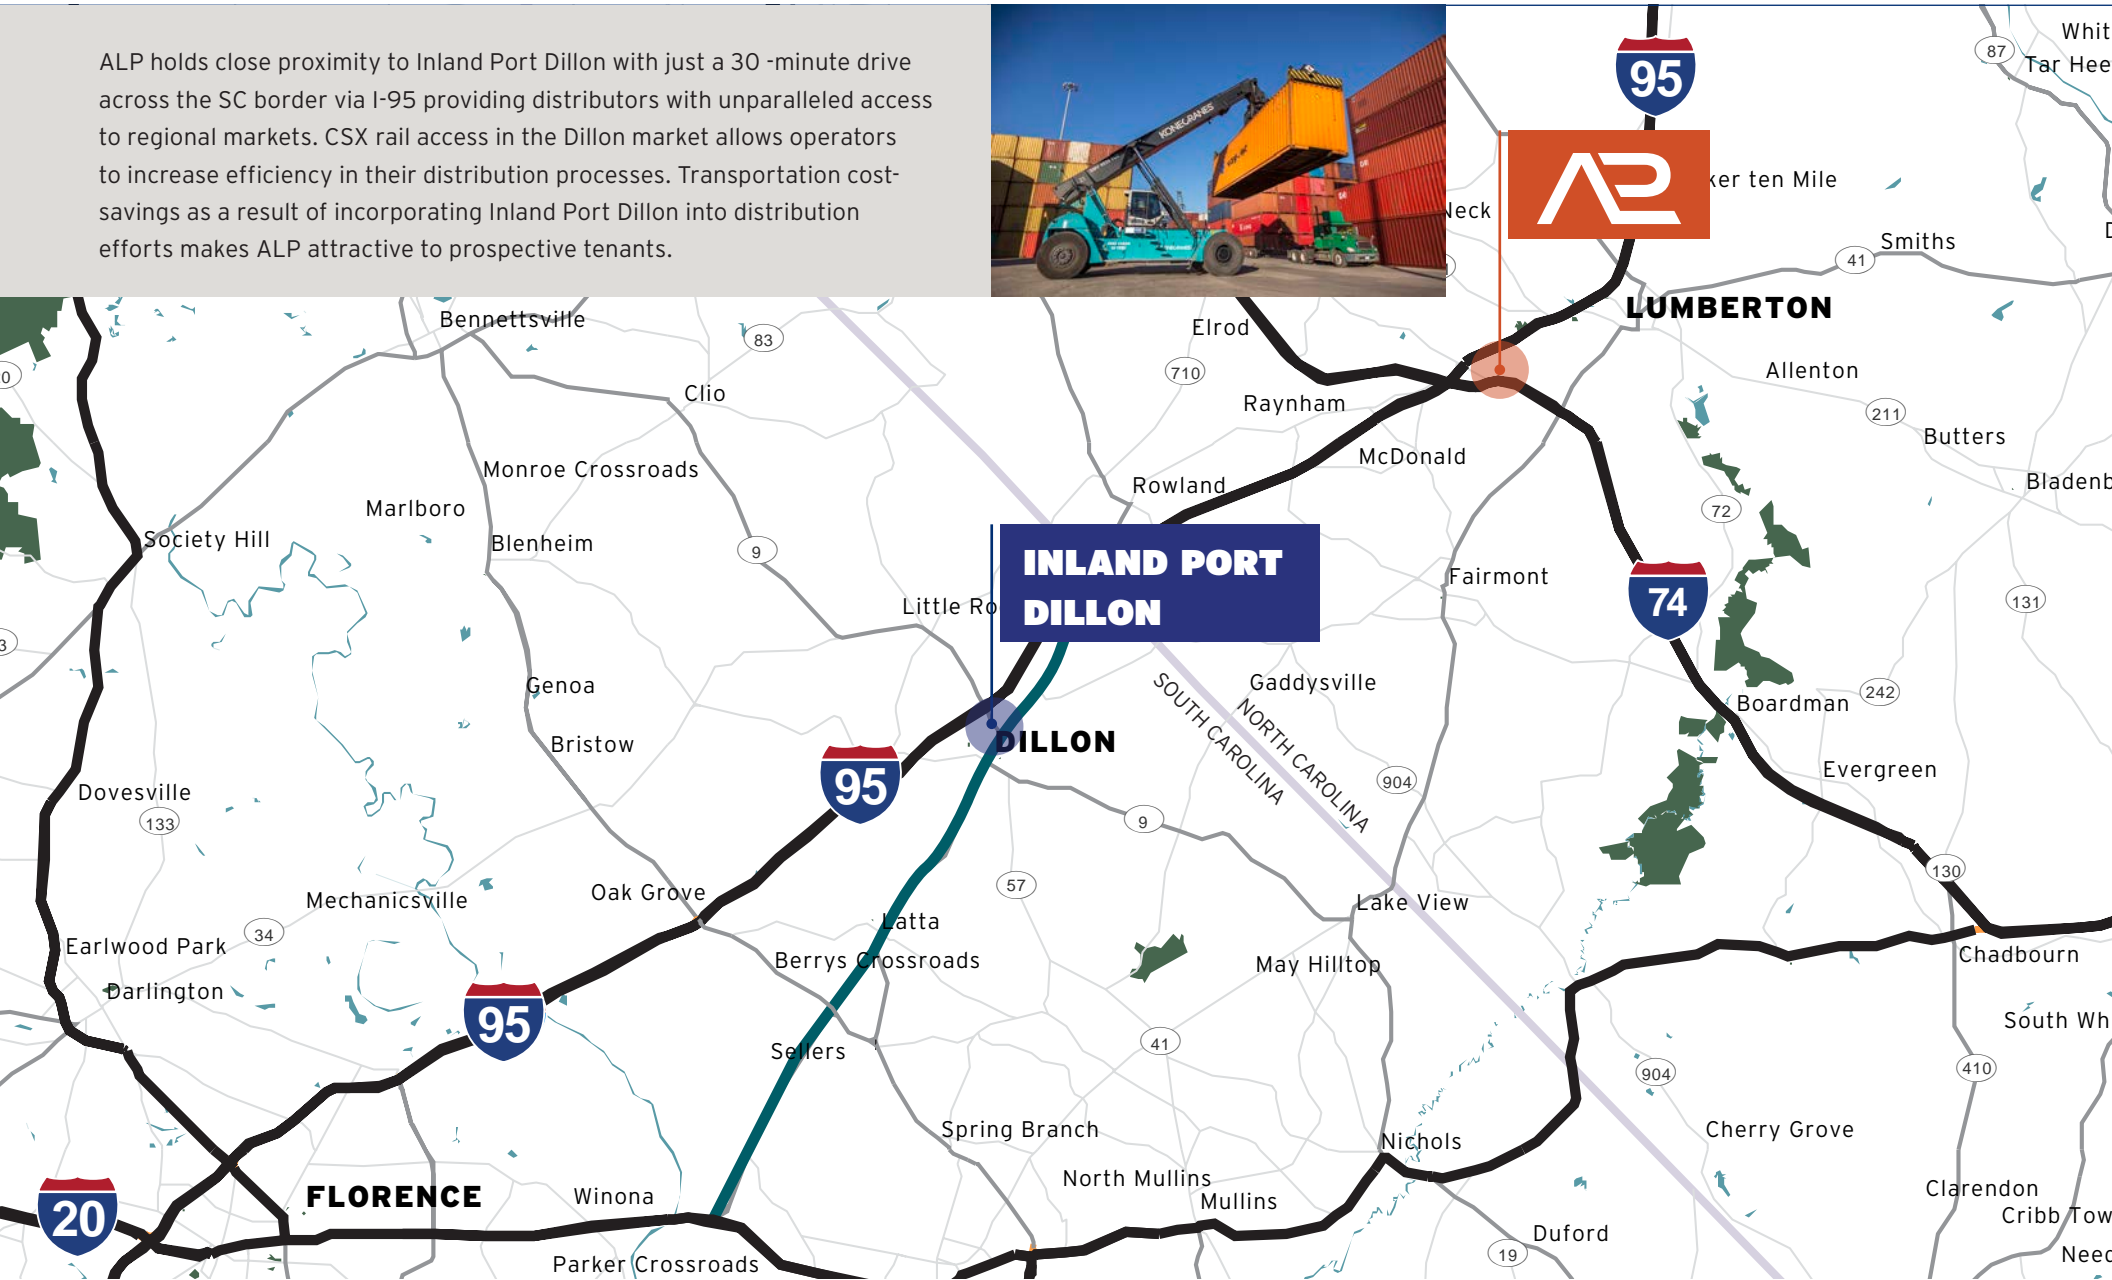 ALP holds close proximity to Inland Port Dillon with just a 30 -minute drive
across the SC border via I-95 providing distributors with unparalleled access
to regional markets. CSX rail access in the Dillon market allows operators
to increase efficiency in their distribution processes. Transportation cost-
savings as a result of incorporating Inland Port Dillon into distribution
efforts makes ALP attractive to prospective tenants.
KONECRANES
95
87
Whit
Tar Hee
ker ten Mile
Neck
Smiths
41
LUMBERTON
Bennettsville
83
Elrod
710
Allenton
Clio
Raynham
211
Butters
McDonald
Monroe Crossroads
Rowland
Bladenb
Marlboro
72
Society Hill
Blenheim
9
INLAND PORT
DILLON
Fairmont
Little Ro
74
131
Genoa
Gaddysville
SOUTH CAROLINA
NORTH CAROLINA
242
Boardman
Bristow
DILLON
95
904
Evergreen
Dovesville
133
9
130
57
Oak Grove
Mechanicsville
Lake View
Latta
34
Earlwood Park
Berrys Crossroads
May Hilltop
Chadbourn
Darlington
95
South Wh
Sellers
41
904
410
Spring Branch
Nichols
Cherry Grove
North Mullins
Mullins
FLORENCE
Winona
20
Clarendon
Cribb Tow
Duford
19
Parker Crossroads
Need